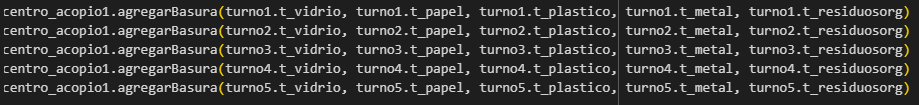 centro_acopio1.agregarBasura(turno1.t_vidrio, turno1.t_papel, turno1.t_plastico, turno1.t_metal, turno1.t_residuosorg)
centro_acopio1.agregarBasura(turno2.t_vidrio, turno2.t_papel, turno2.t_plastico, turno2.t_metal, turno2.t_residuosorg)
centro_acopio1.agregarBasura(turno3.t_vidrio, turno3.t_papel, turno3.t_plastico, turno3.t_metal, turno3.t_residuosorg)
centro_acopio1.agregarBasura(turno4.t_vidrio, turno4.t_papel, turno4.t_plastico, turno4.t_metal, turno4.t_residuosorg)
centro_acopio1.agregarBasura(turno5.t_vidrio, turno5.t_papel, turno5.t_plastico, turno5.t_metal, turno5.t_residuosorg)